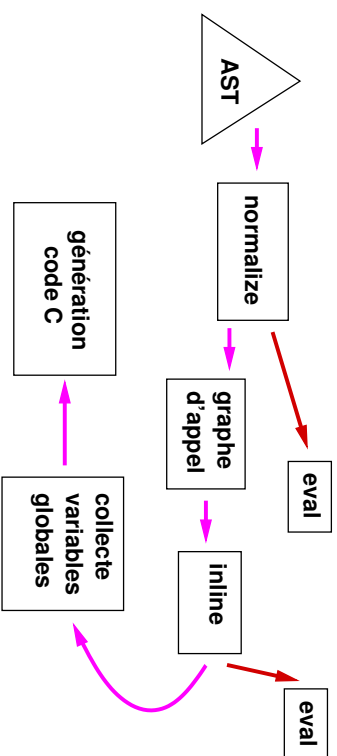 AST
normalize
eval
graphe
d'appel
inline
eval
collecte
variables
globales
génération
code C